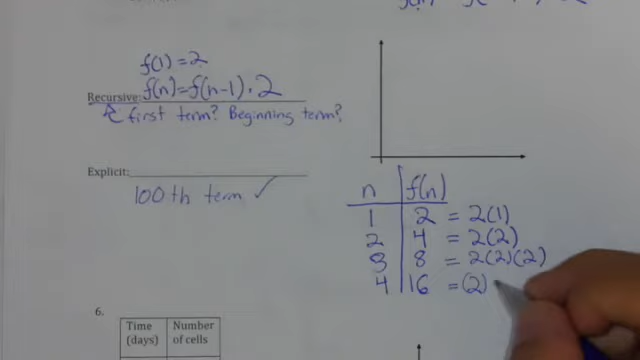 f(1) = 2
f(n) = f(n-1) · 2
Recursive:
first term? Beginning term?
Explicit:
100th term ✓
n f(n)
1 2 = 2(1)
2 4 = 2(2)
3 8 = 2(2)(2)
4 16 = (2)
6.
Time (days) Number of cells